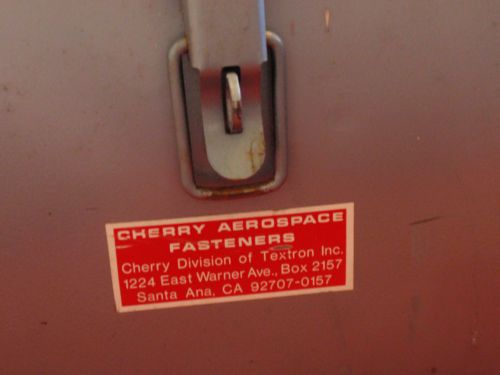 CHERRY AEROSPACE
FASTENERS
Cherry Division of Textron Inc.
1224 East Warner Ave., Box 2157
Santa Ana, CA 92707-0157